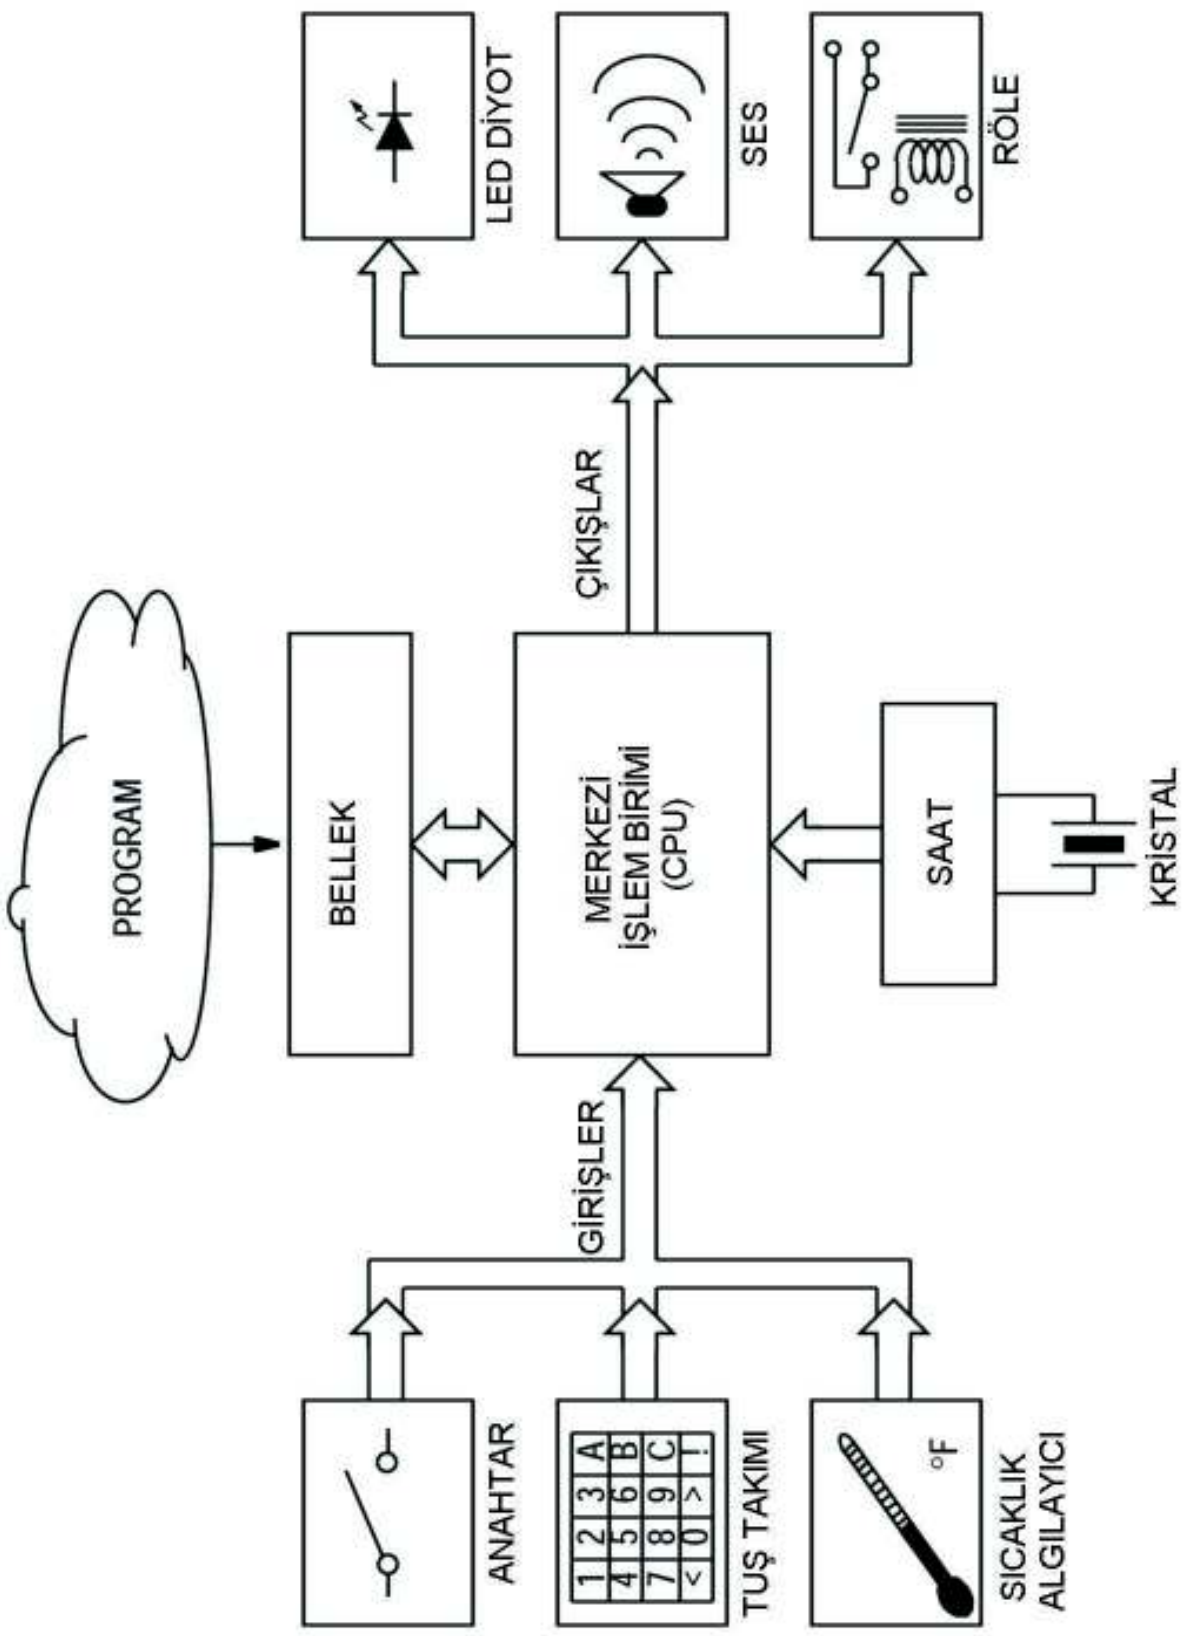 PROGRAM
BELLEK
MERKEZİ
İŞLEM BİRİMİ
(CPU)
SAAT
KRİSTAL
GİRİŞLER
ÇIKIŞLAR
ANAHTAR
1 2 3 A
4 5 6 B
7 8 9 C
< 0 > !
TUŞ TAKIMI
°F
SICAKLIK
ALGILAYICI
LED DİYOT
SES
RÖLE